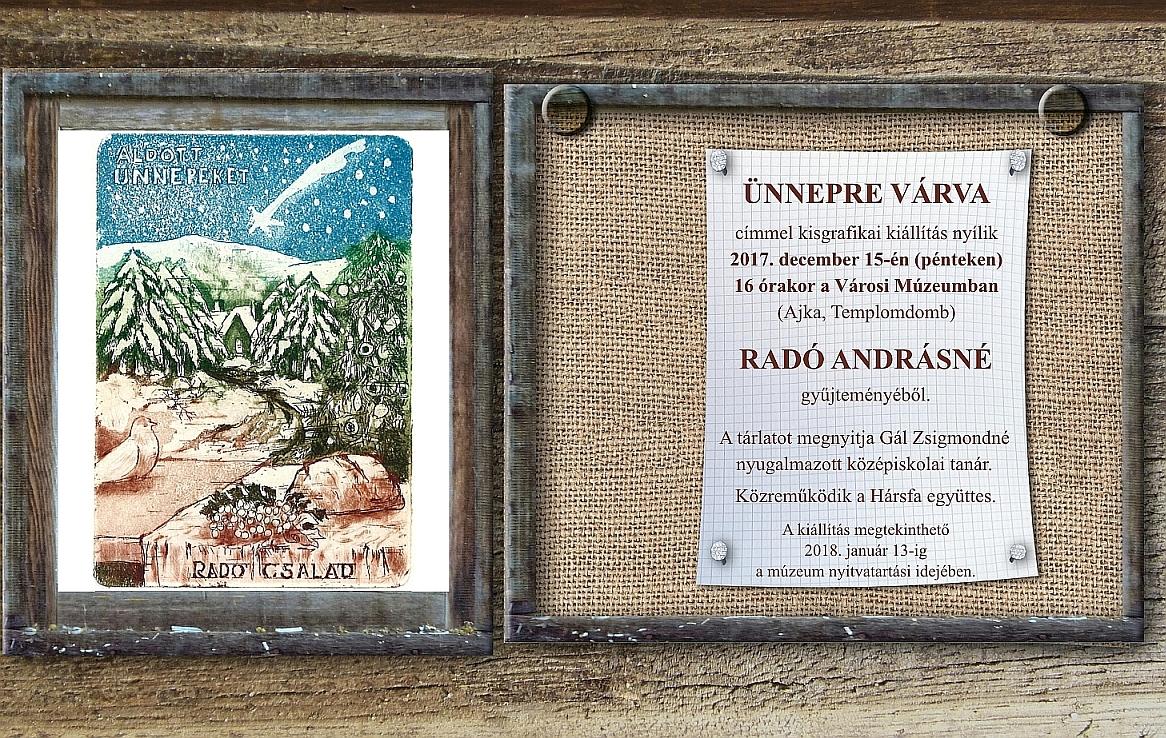 ÁLDOTT
ÜNNEPEKET
RADÓ CSALÁD
ÜNNEPRE VÁRVA
címmel kisgrafikai kiállítás nyílik
2017. december 15-én (pénteken)
16 órakor a Városi Múzeumban
(Ajka, Templomdomb)
RADÓ ANDRÁSNÉ
gyűjteményéből.
A tárlatot megnyitja Gál Zsigmondné
nyugalmazott középiskolai tanár.
Közreműködik a Hársfa együttes.
A kiállítás megtekinthető
2018. január 13-ig
a múzeum nyitvatartási idejében.